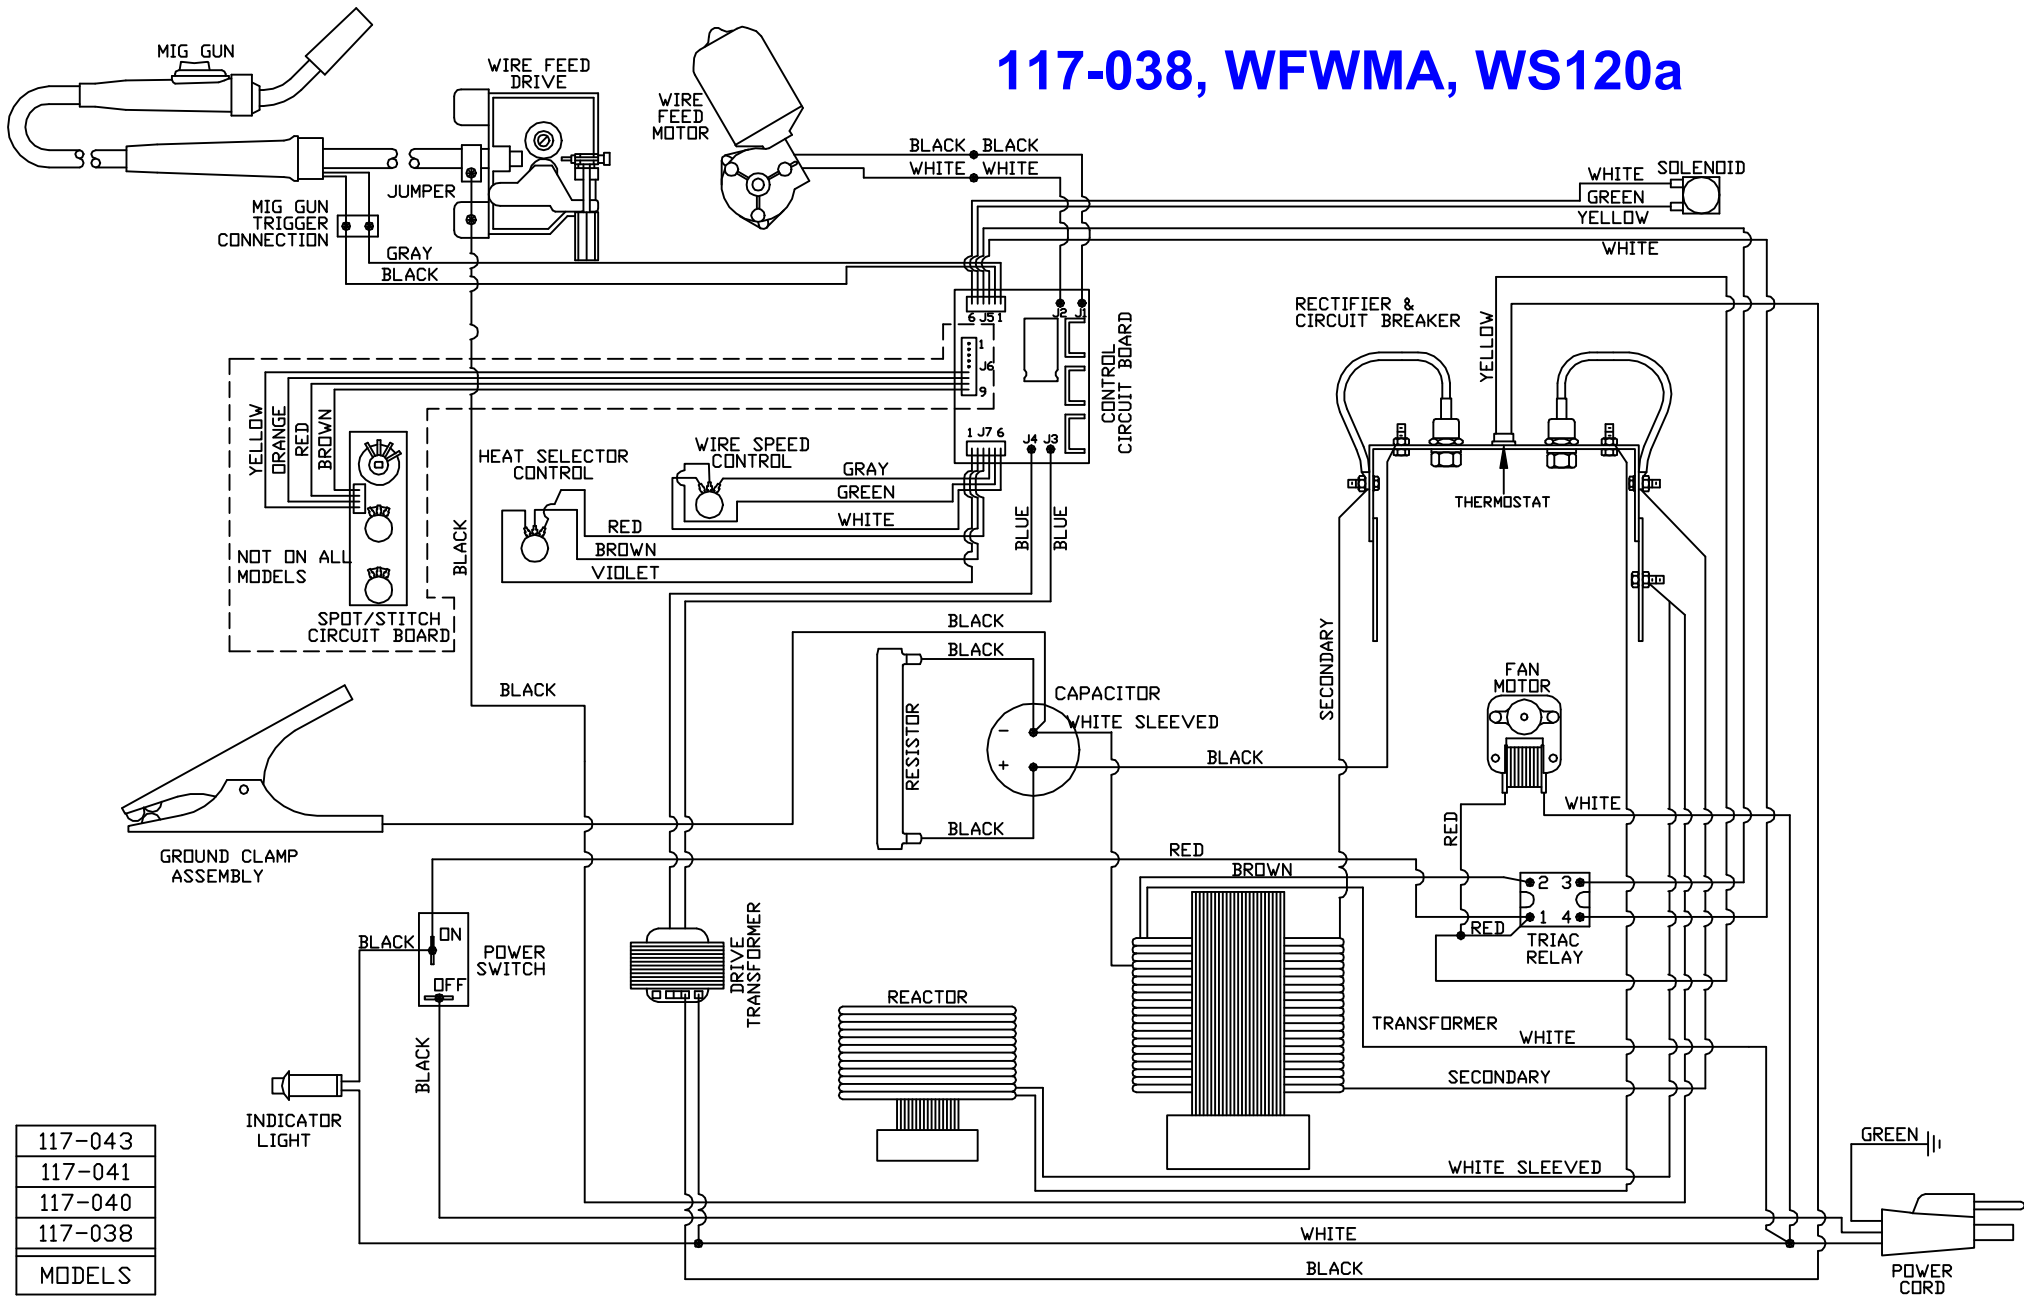 117-038, WFWMA, WS120a
MIG GUN
WIRE FEED
DRIVE
WIRE
FEED
MOTOR
BLACK
BLACK
WHITE
WHITE
SOLENOID
WHITE
GREEN
YELLOW
WHITE
JUMPER
MIG GUN
TRIGGER
CONNECTION
GRAY
BLACK
6 J5 1
J2
J1
1
J6
9
1 J7 6
J4
J3
CONTROL
CIRCUIT BOARD
RECTIFIER &
CIRCUIT BREAKER
YELLOW
THERMOSTAT
YELLOW
ORANGE
RED
BROWN
NOT ON ALL
MODELS
SPOT/STITCH
CIRCUIT BOARD
HEAT SELECTOR
CONTROL
WIRE SPEED
CONTROL
GRAY
GREEN
WHITE
RED
BROWN
VIOLET
BLUE
BLUE
BLACK
BLACK
BLACK
BLACK
RESISTOR
CAPACITOR
WHITE SLEEVED
-
+
BLACK
BLACK
SECONDARY
FAN
MOTOR
WHITE
RED
RED
BROWN
2 3
1 4
RED
TRIAC
RELAY
GROUND CLAMP
ASSEMBLY
BLACK
ON
OFF
POWER
SWITCH
BLACK
DRIVE
TRANSFORMER
REACTOR
TRANSFORMER
WHITE
SECONDARY
INDICATOR
LIGHT
WHITE SLEEVED
GREEN
WHITE
BLACK
POWER
CORD
117-043
117-041
117-040
117-038
MODELS